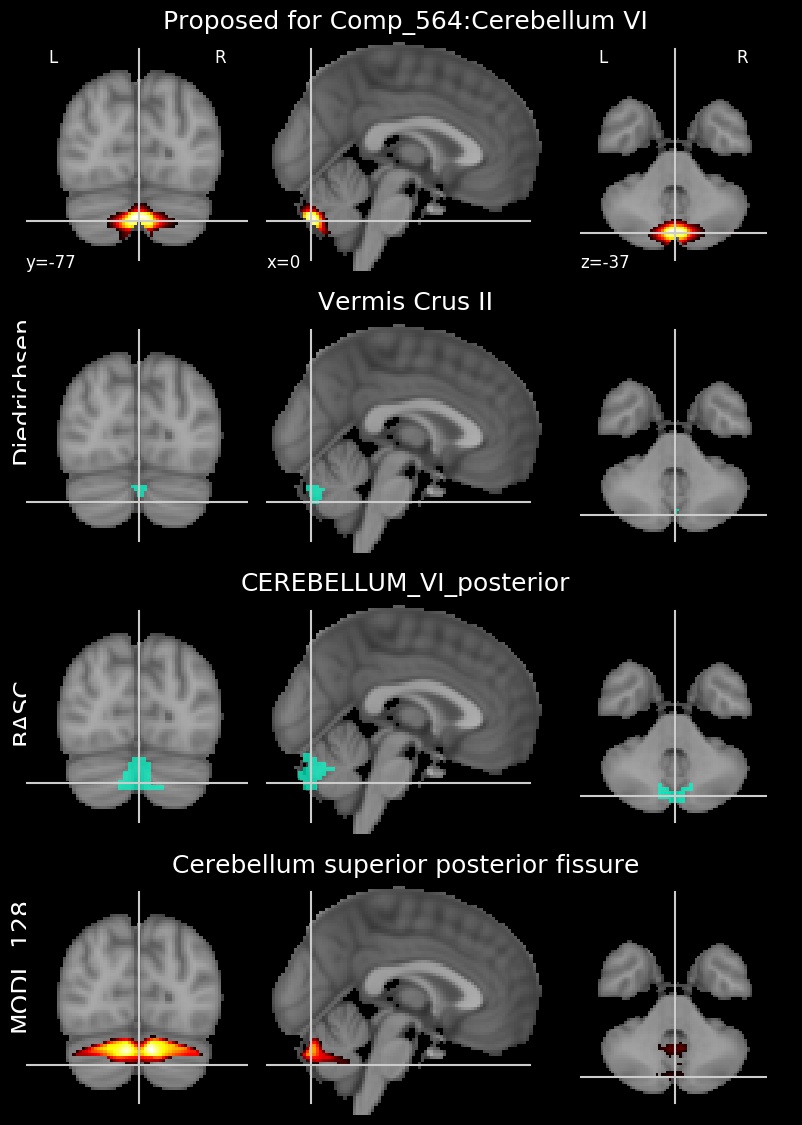 Proposed for Comp_564:Cerebellum VI
L R L R
y=-77 x=0 z=-37
Vermis Crus II
Diedrichsen
CEREBELLUM_VI_posterior
BASC
Cerebellum superior posterior fissure
MODL 128